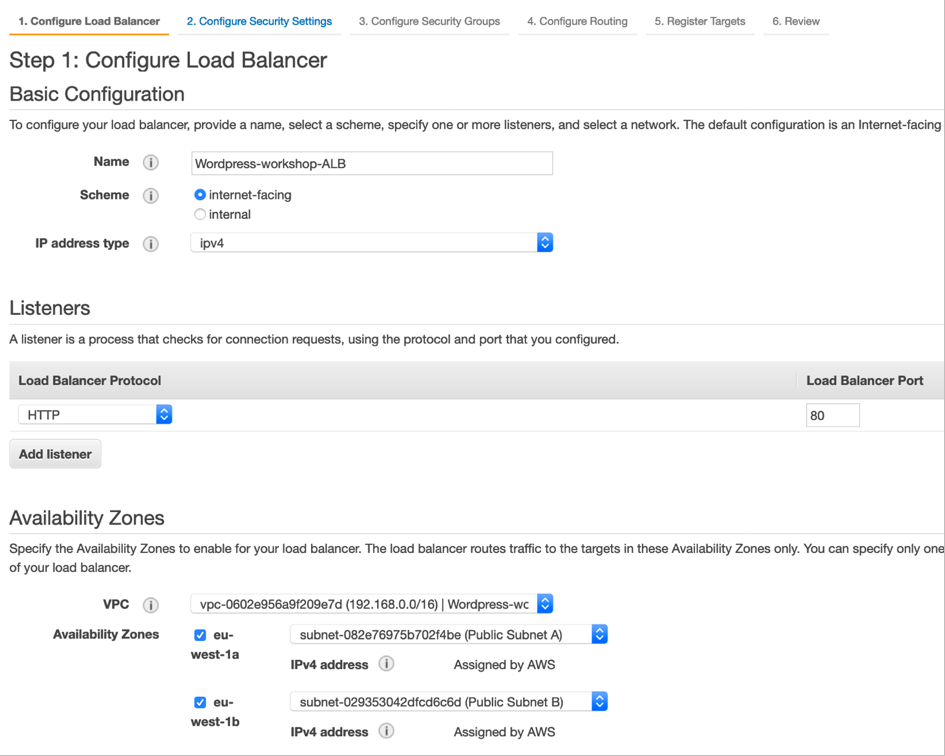 1. Configure Load Balancer 2. Configure Security Settings 3. Configure Security Groups 4. Configure Routing 5. Register Targets 6. Review
Step 1: Configure Load Balancer
Basic Configuration
To configure your load balancer, provide a name, select a scheme, specify one or more listeners, and select a network. The default configuration is an Internet-facing
Name i Wordpress-workshop-ALB
Scheme i internet-facing
internal
IP address type i ipv4
Listeners
A listener is a process that checks for connection requests, using the protocol and port that you configured.
Load Balancer Protocol Load Balancer Port
HTTP 80
Add listener
Availability Zones
Specify the Availability Zones to enable for your load balancer. The load balancer routes traffic to the targets in these Availability Zones only. You can specify only one
of your load balancer.
VPC i vpc-0602e956a9f209e7d (192.168.0.0/16) | Wordpress-wc
Availability Zones eu- subnet-082e76975b702f4be (Public Subnet A)
west-1a IPv4 address i Assigned by AWS
eu- subnet-029353042dfcd6c6d (Public Subnet B)
west-1b IPv4 address i Assigned by AWS